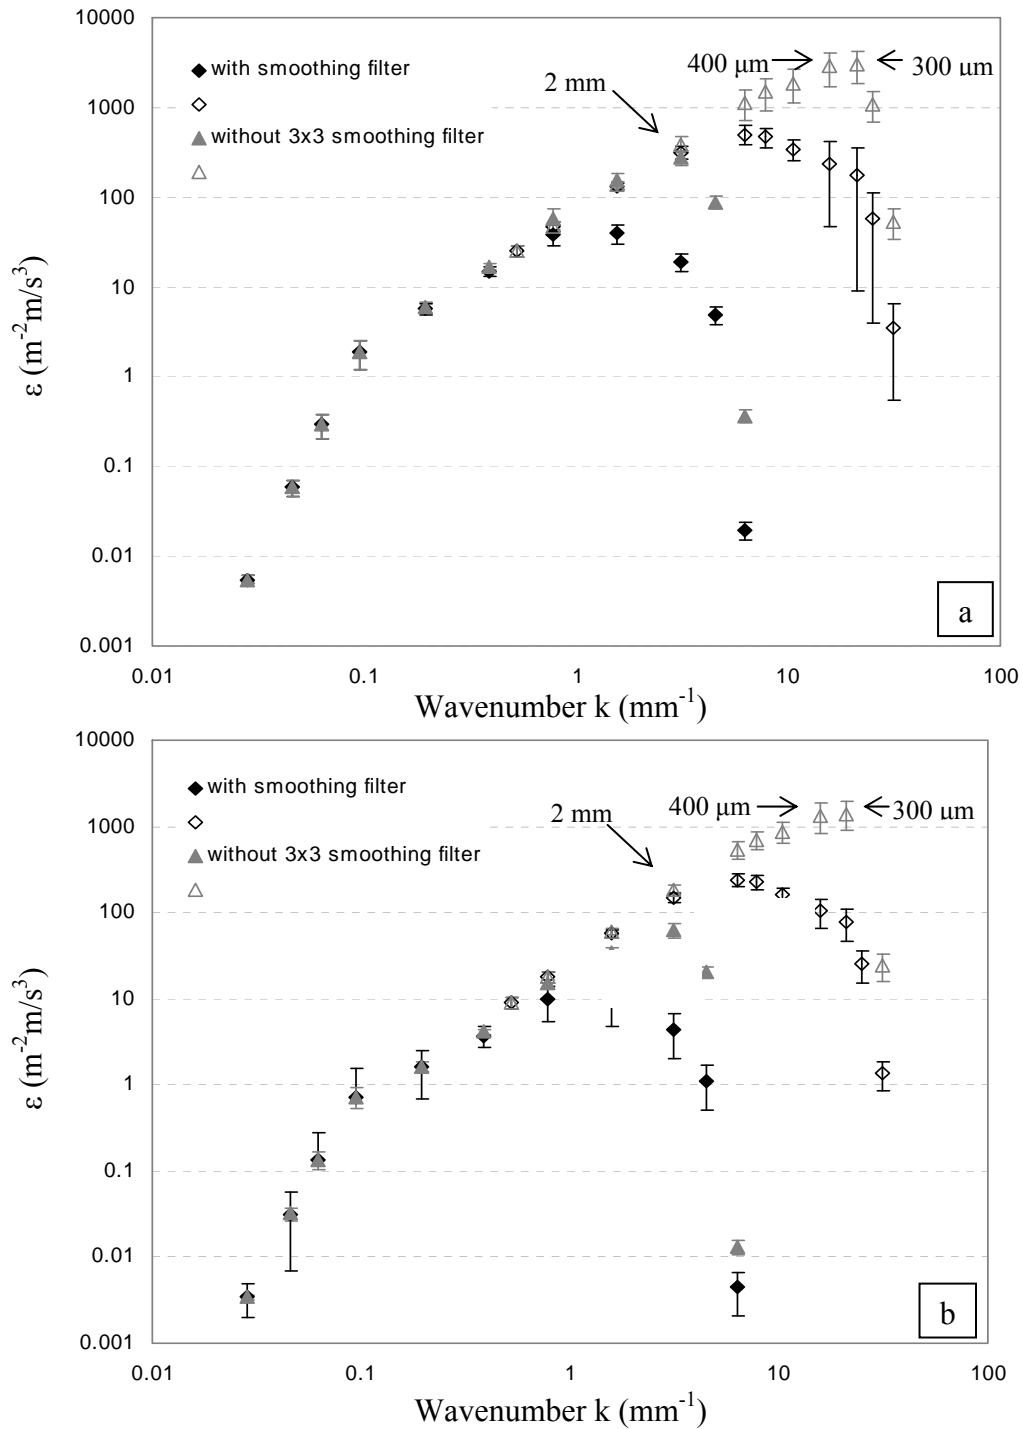 10000
1000
100
10
1
0.1
0.01
0.001
ε (m-2m/s3)
with smoothing filter
without 3x3 smoothing filter
2 mm
400 μm
300 μm
a
0.01 0.1 1 10 100
Wavenumber k (mm-1)
10000
1000
100
10
1
0.1
0.01
0.001
ε (m-2m/s3)
with smoothing filter
without 3x3 smoothing filter
2 mm
400 μm
300 μm
b
0.01 0.1 1 10 100
Wavenumber k (mm-1)